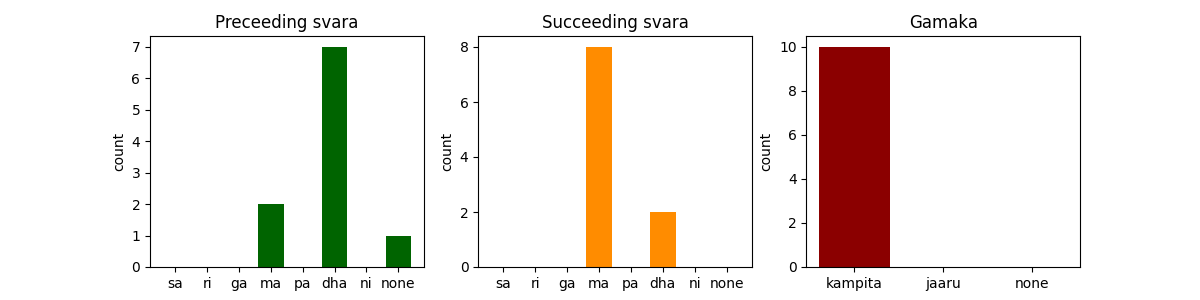 Preceeding svara
count
7
6
5
4
3
2
1
0
sa ri ga ma pa dha ni none
Succeeding svara
count
8
6
4
2
0
sa ri ga ma pa dha ni none
Gamaka
count
10
8
6
4
2
0
kampita jaaru none